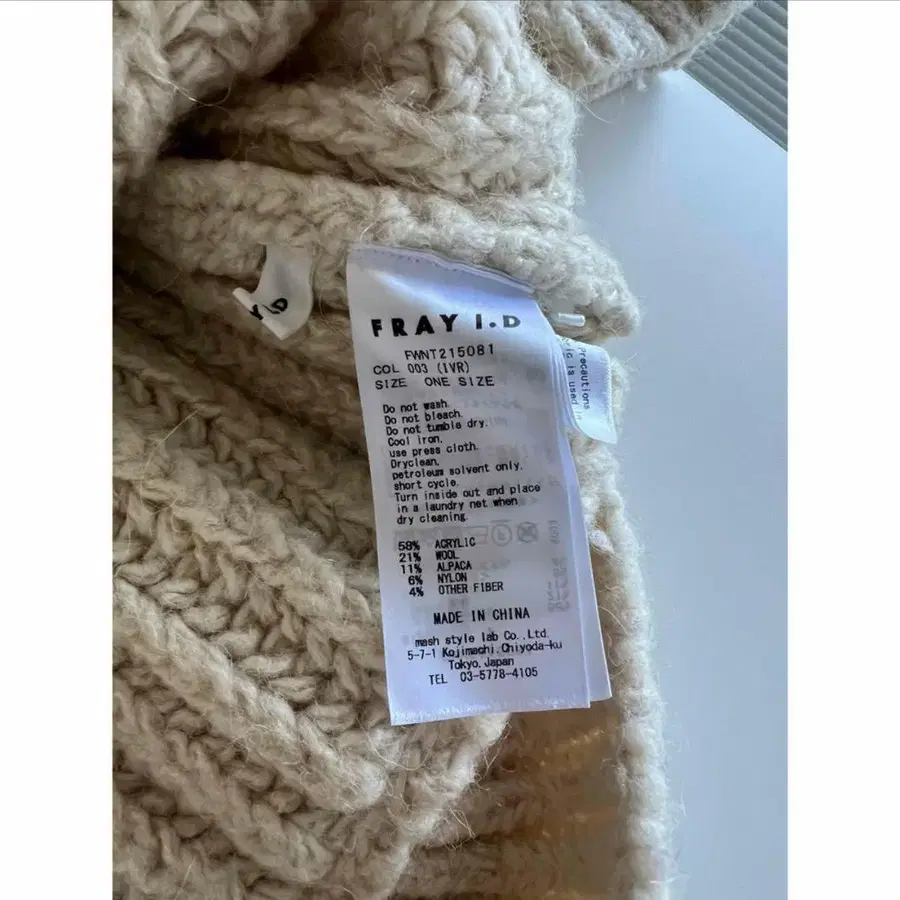 FRAY I.D
FWNT215081
COL 003 (IVR)
SIZE ONE SIZE
Do not wash.
Do not bleach.
Do not tumble dry.
Cool iron.
use press cloth.
Dryclean.
petroleum solvent only.
short cycle.
Turn inside out and place
in a laundry net when
dry cleaning.
58% ACRYLIC
21% WOOL
11% ALPACA
6% NYLON
4% OTHER FIBER
MADE IN CHINA
mash style lab Co.,Ltd.
5-7-1 Kojimachi,Chiyoda-ku
Tokyo,Japan
TEL 03-5778-4105
Precautions
is used